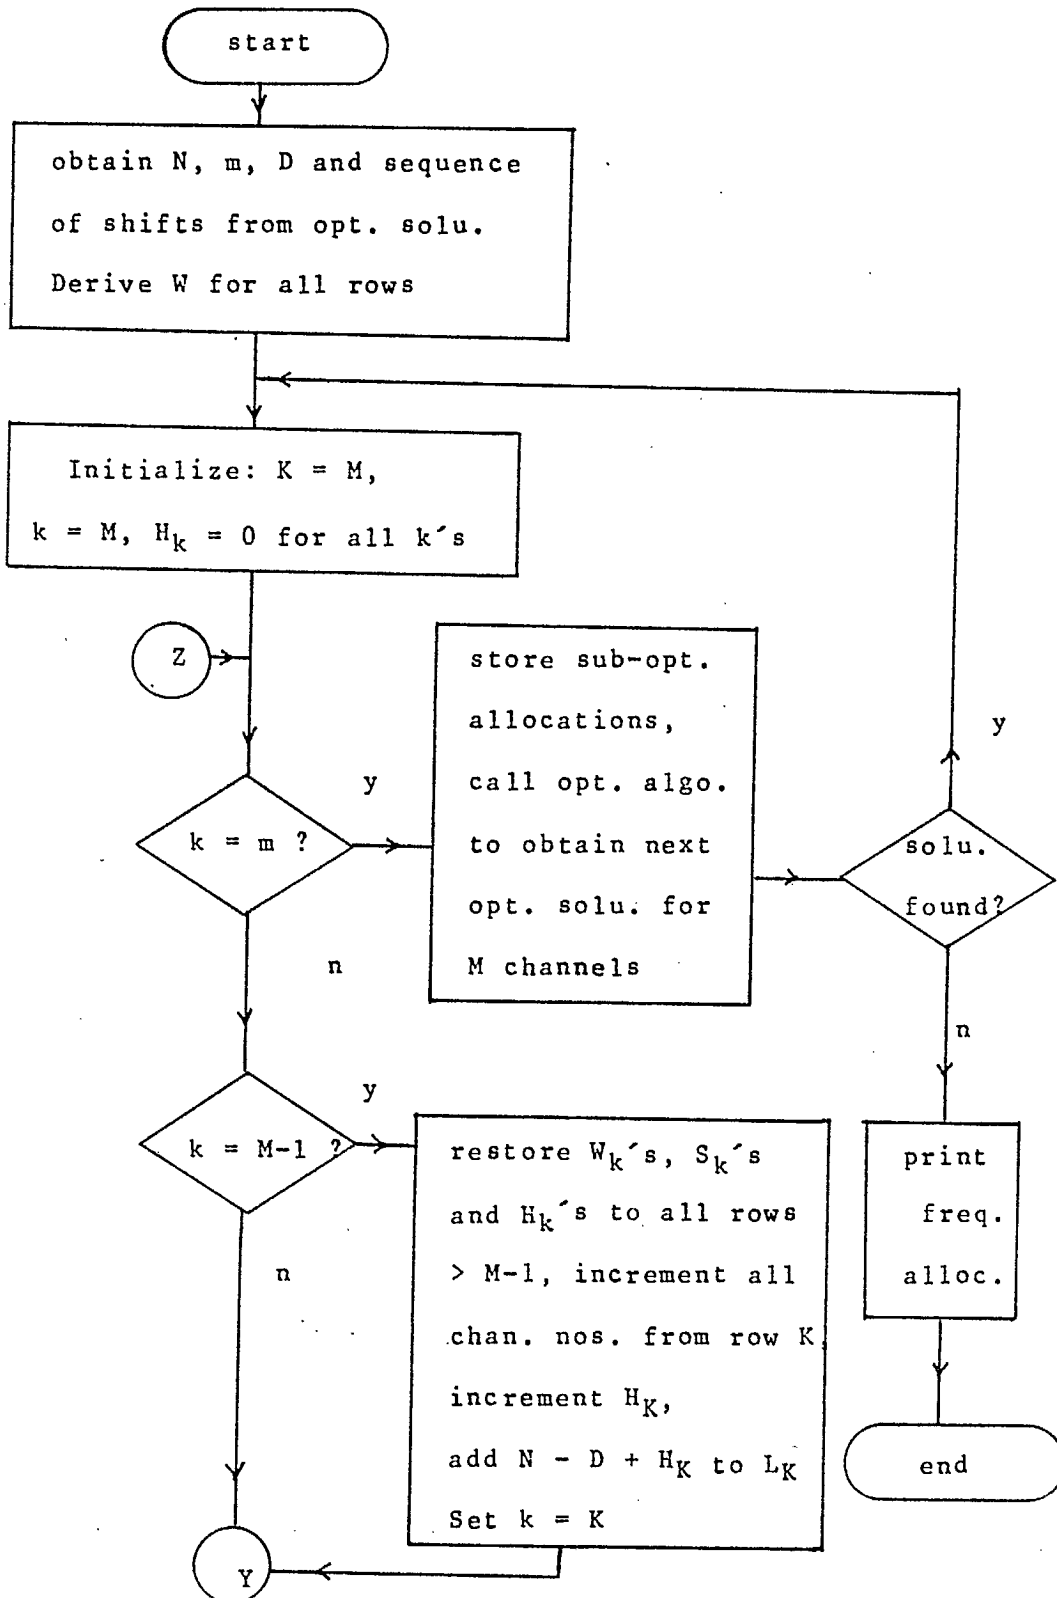 start
obtain N, m, D and sequence
of shifts from opt. solu.
Derive W for all rows
Initialize: K = M,
k = M, H_k = 0 for all k's
Z
store sub-opt.
allocations,
call opt. algo.
to obtain next
opt. solu. for
M channels
y
k = m ?
y
solu.
found?
n
n
k = M-1 ?
y
restore W_k's, S_k's
and H_k's to all rows
> M-1, increment all
chan. nos. from row K
increment H_K,
add N - D + H_K to L_K
Set k = K
print
freq.
alloc.
n
end
Y